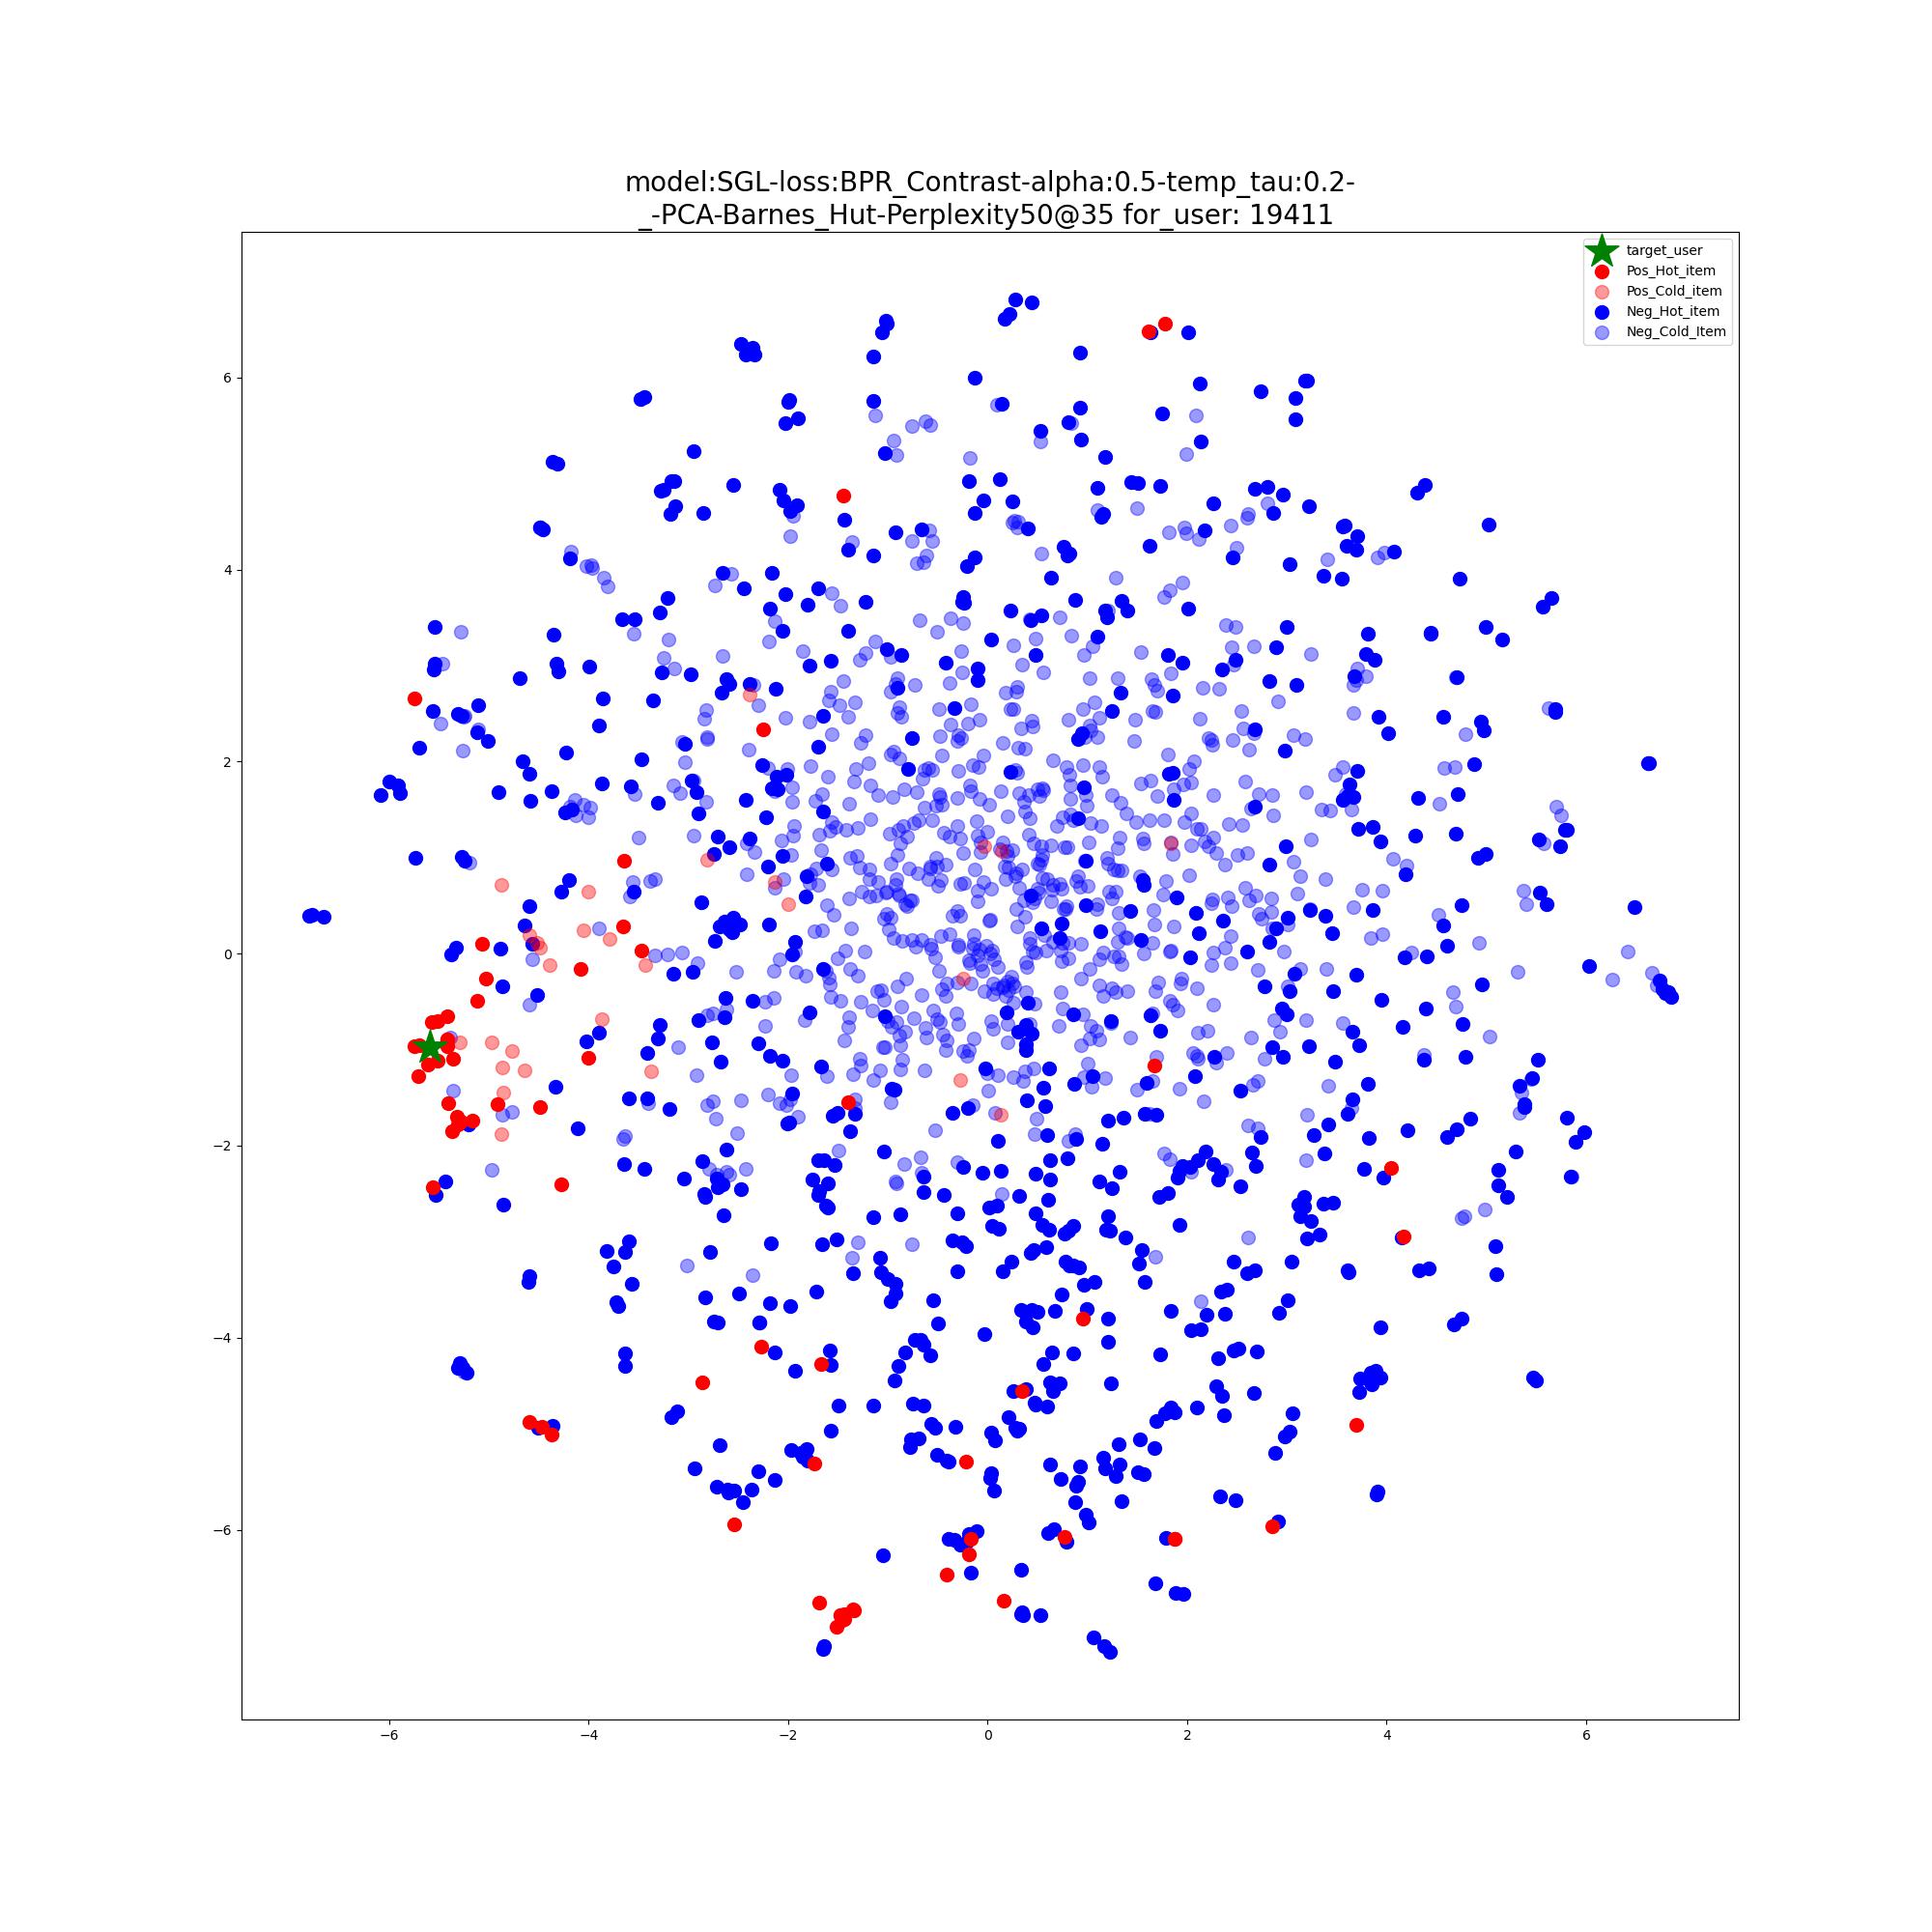 model:SGL-loss:BPR_Contrast-alpha:0.5-temp_tau:0.2-
_-PCA-Barnes_Hut-Perplexity50@35 for_user: 19411
target_user
Pos_Hot_item
Pos_Cold_item
Neg_Hot_item
Neg_Cold_Item
6
4
2
0
−2
−4
−6
−6 −4 −2 0 2 4 6